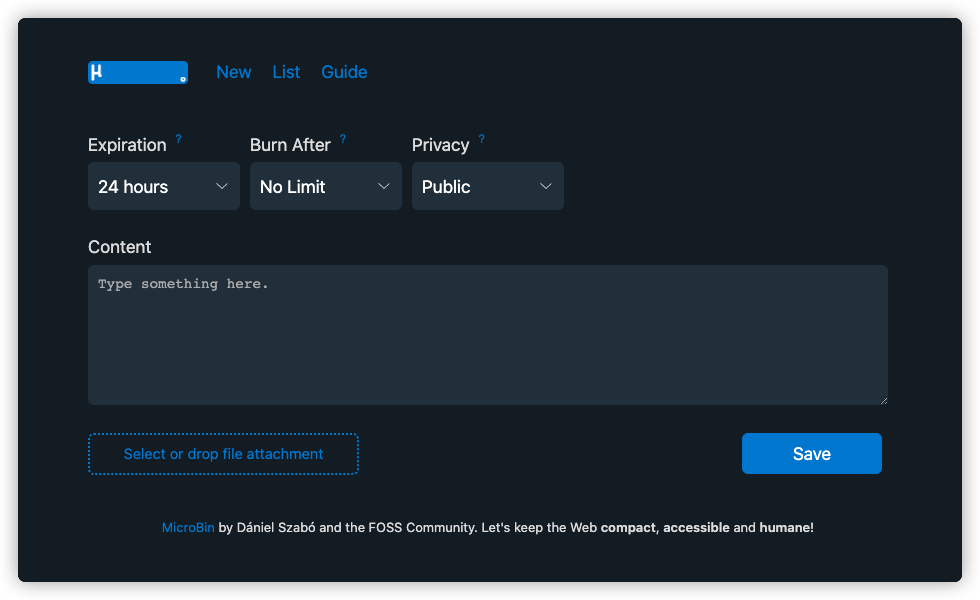 μ New List Guide
Expiration ? Burn After ? Privacy ?
24 hours No Limit Public
Content
Type something here.
Select or drop file attachment Save
MicroBin by Dániel Szabó and the FOSS Community. Let's keep the Web compact, accessible and humane!